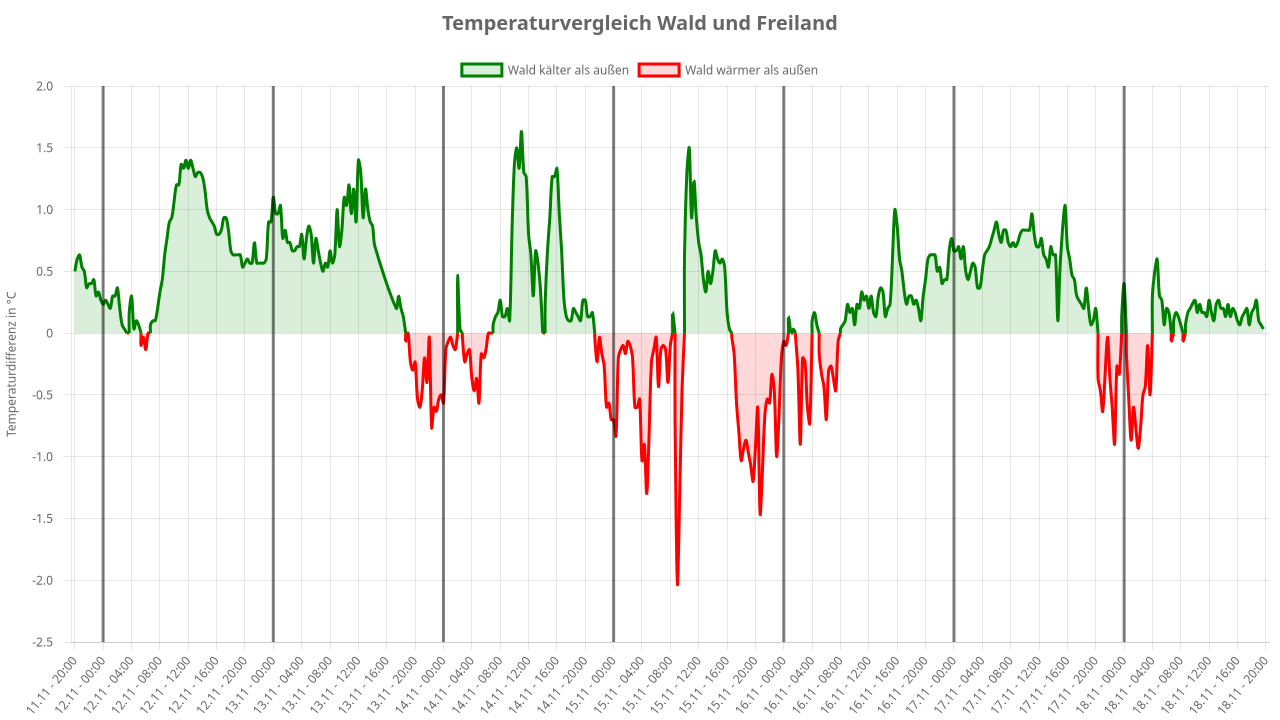 Temperaturvergleich Wald und Freiland
Wald kälter als außen
Wald wärmer als außen
Temperaturdifferenz in °C
2.0
1.5
1.0
0.5
0
-0.5
-1.0
-1.5
-2.0
-2.5
11.11 - 20:00
12.11 - 00:00
12.11 - 04:00
12.11 - 08:00
12.11 - 12:00
12.11 - 16:00
12.11 - 20:00
13.11 - 00:00
13.11 - 04:00
13.11 - 08:00
13.11 - 12:00
13.11 - 16:00
13.11 - 20:00
14.11 - 00:00
14.11 - 04:00
14.11 - 08:00
14.11 - 12:00
14.11 - 16:00
14.11 - 20:00
15.11 - 00:00
15.11 - 04:00
15.11 - 08:00
15.11 - 12:00
15.11 - 16:00
15.11 - 20:00
16.11 - 00:00
16.11 - 04:00
16.11 - 08:00
16.11 - 12:00
16.11 - 16:00
16.11 - 20:00
17.11 - 00:00
17.11 - 04:00
17.11 - 08:00
17.11 - 12:00
17.11 - 16:00
17.11 - 20:00
18.11 - 00:00
18.11 - 04:00
18.11 - 08:00
18.11 - 12:00
18.11 - 16:00
18.11 - 20:00